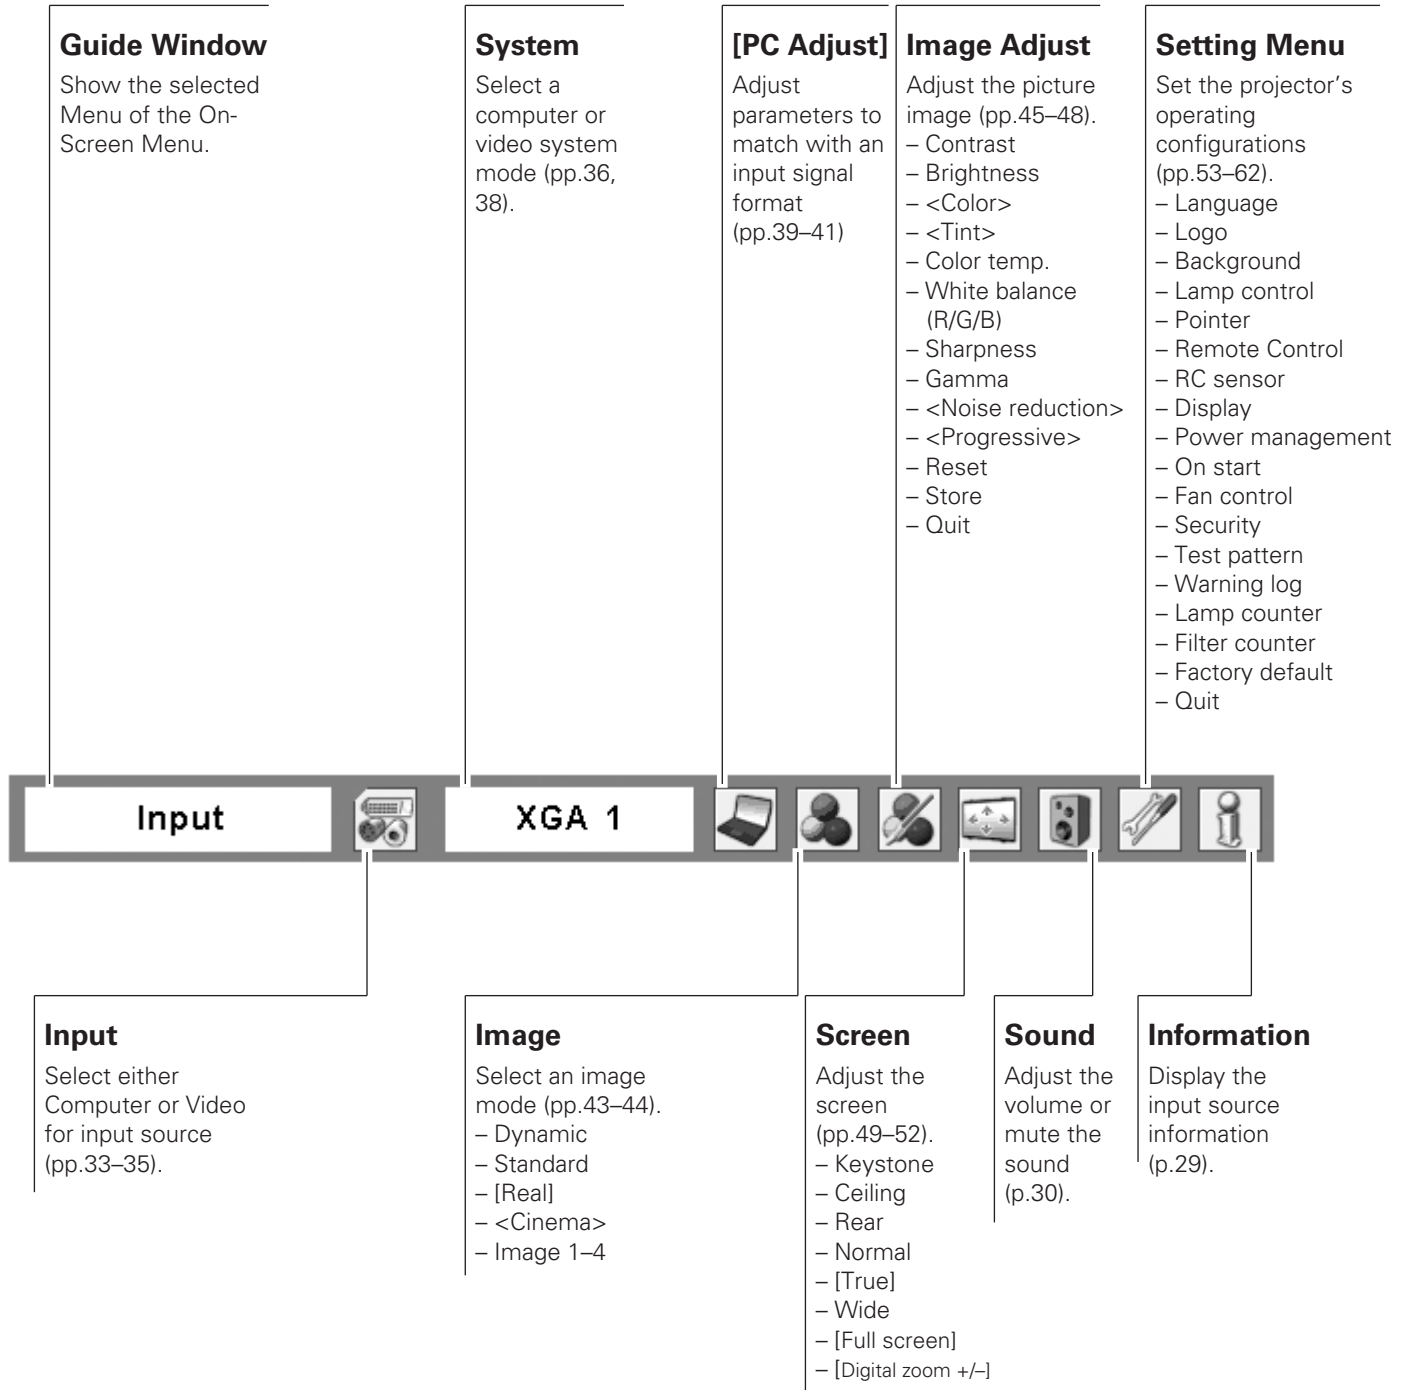 Guide Window
Show the selected
Menu of the On-
Screen Menu.
System
Select a
computer or
video system
mode (pp.36,
38).
[PC Adjust]
Adjust
parameters to
match with an
input signal
format
(pp.39–41)
Image Adjust
Adjust the picture
image (pp.45–48).
– Contrast
– Brightness
– <Color>
– <Tint>
– Color temp.
– White balance
(R/G/B)
– Sharpness
– Gamma
– <Noise reduction>
– <Progressive>
– Reset
– Store
– Quit
Setting Menu
Set the projector’s
operating
configurations
(pp.53–62).
– Language
– Logo
– Background
– Lamp control
– Pointer
– Remote Control
– RC sensor
– Display
– Power management
– On start
– Fan control
– Security
– Test pattern
– Warning log
– Lamp counter
– Filter counter
– Factory default
– Quit
Input
XGA 1
Input
Select either
Computer or Video
for input source
(pp.33–35).
Image
Select an image
mode (pp.43–44).
– Dynamic
– Standard
– [Real]
– <Cinema>
– Image 1–4
Screen
Adjust the
screen
(pp.49–52).
– Keystone
– Ceiling
– Rear
– Normal
– [True]
– Wide
– [Full screen]
– [Digital zoom +/–]
Sound
Adjust the
volume or
mute the
sound
(p.30).
Information
Display the
input source
information
(p.29).